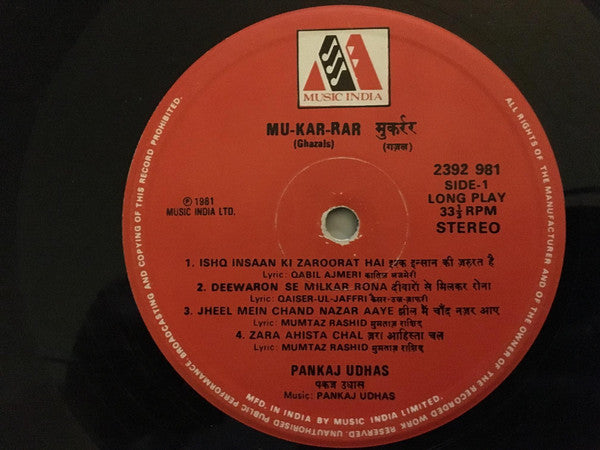 MUSIC INDIA
MU-KAR-RAR मुकर्रर
(Ghazals) (गज़ल)
2392 981
SIDE-1
LONG PLAY
33⅓ RPM
STEREO
℗ 1981
MUSIC INDIA LTD.
1. ISHQ INSAAN KI ZAROORAT HAI इश्क इन्सान की ज़रुरत है
Lyric: QABIL AJMERI काबिल अजमेरी
2. DEEWARON SE MILKAR RONA दीवारों से मिलकर रोना
Lyric: QAISER-UL-JAFFRI कैसर-उल-जाफ़री
3. JHEEL MEIN CHAND NAZAR AAYE झील में चाँद नज़र आए
Lyric: MUMTAZ RASHID मुमताज़ राशिद
4. ZARA AHISTA CHAL ज़रा आहिस्ता चल
Lyric: MUMTAZ RASHID मुमताज़ राशिद
PANKAJ UDHAS
पंकज उधास
Music: PANKAJ UDHAS
MFD. IN INDIA BY MUSIC INDIA LIMITED.
ALL RIGHTS OF THE MANUFACTURER AND OF THE OWNER OF THE RECORDED WORK RESERVED. UNAUTHORISED PUBLIC PERFORMANCE BROADCASTING AND COPYING OF THIS RECORD PROHIBITED.